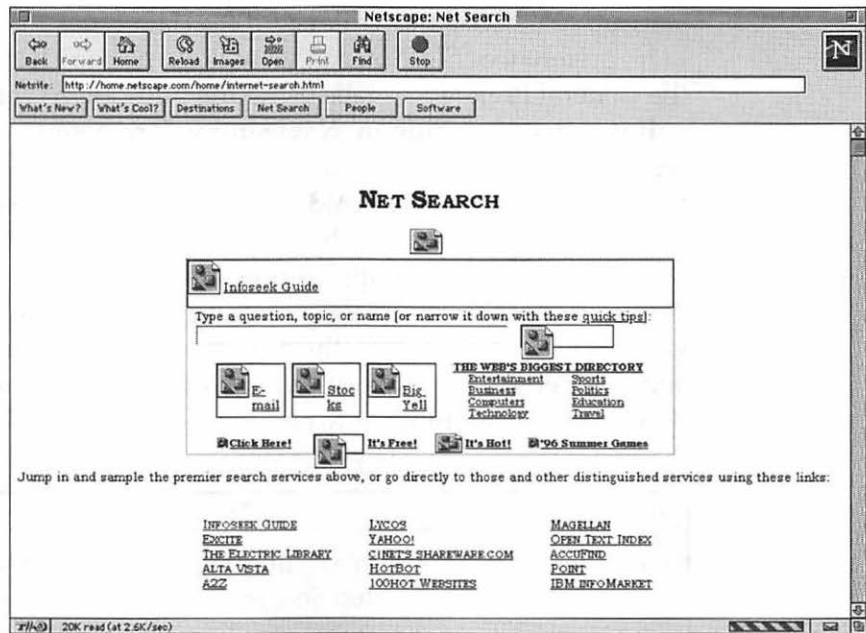 Netscape: Net Search
Back Forward Home Reload Images Open Print Find Stop
N
Netsite: http://home.netscape.com/home/internet-search.html
What's New? What's Cool? Destinations Net Search People Software
NET SEARCH
Infoseek Guide
Type a question, topic, or name (or narrow it down with these quick tips):
E-mail Stocks Big Yell
THE WEB'S BIGGEST DIRECTORY
Entertainment Sports
Business Politics
Computers Education
Technology Travel
Click Here! It's Free! It's Hot! '96 Summer Games
Jump in and sample the premier search services above, or go directly to those and other distinguished services using these links:
INFOSEEK GUIDE LYCOS MAGELLAN
EXCITE YAHOO! OPEN TEXT INDEX
THE ELECTRIC LIBRARY C|NET'S SHAREWARE.COM ACCUFIND
ALTA VISTA HOTBOT POINT
A2Z 100HOT WEBSITES IBM INFOMARKET
20K read (at 2.6K/sec)